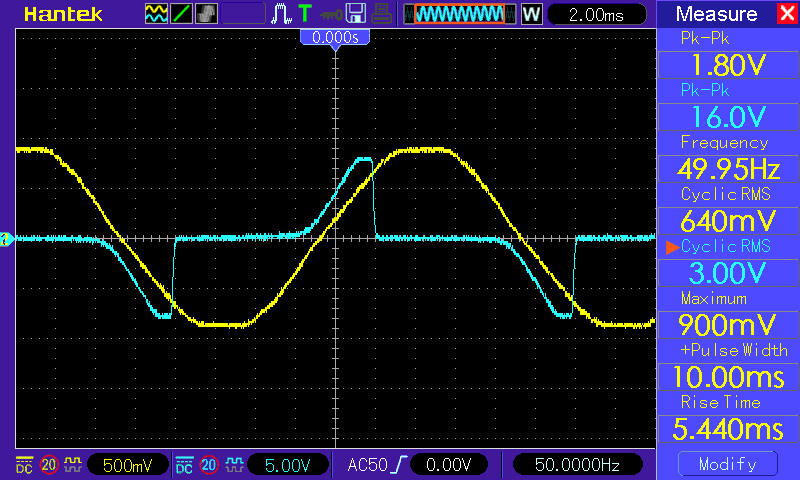 Hantek T W 2.00ms Measure
0.000s
Pk-Pk
1.80V
Pk-Pk
16.0V
Frequency
49.95Hz
Cyclic RMS
640mV
Cyclic RMS
3.00V
Maximum
900mV
+Pulse Width
10.00ms
Rise Time
5.440ms
DC 20 500mV DC 20 5.00V AC50 0.00V 50.0000Hz Modify